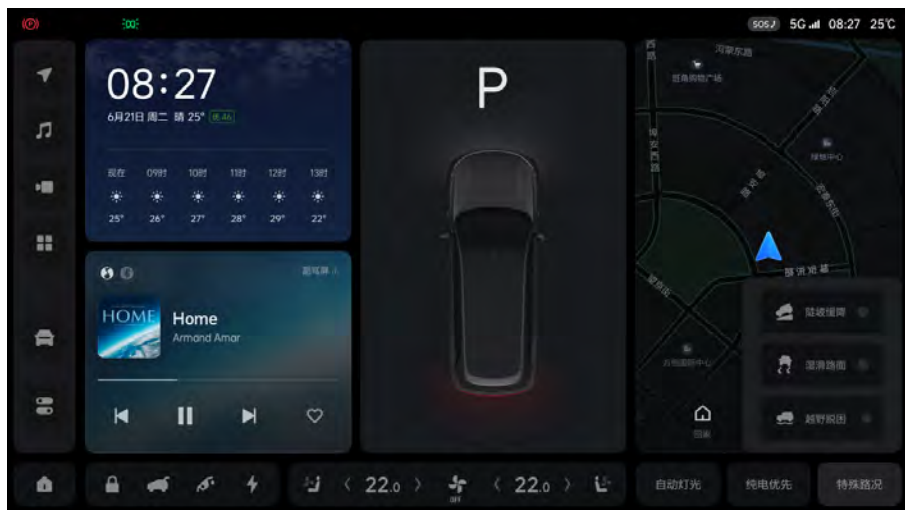 (P)
SOS
5G
08:27
25℃
08:27
6月21日 周二 晴 25°
现在 09时 10时 11时 12时 13时
25° 26° 27° 28° 29° 22°
HOME
Home
Armand Amar
P
望京街
回家
陡坡缓降
湿滑路面
越野脱困
22.0
OFF
22.0
自动灯光
纯电优先
特殊路况